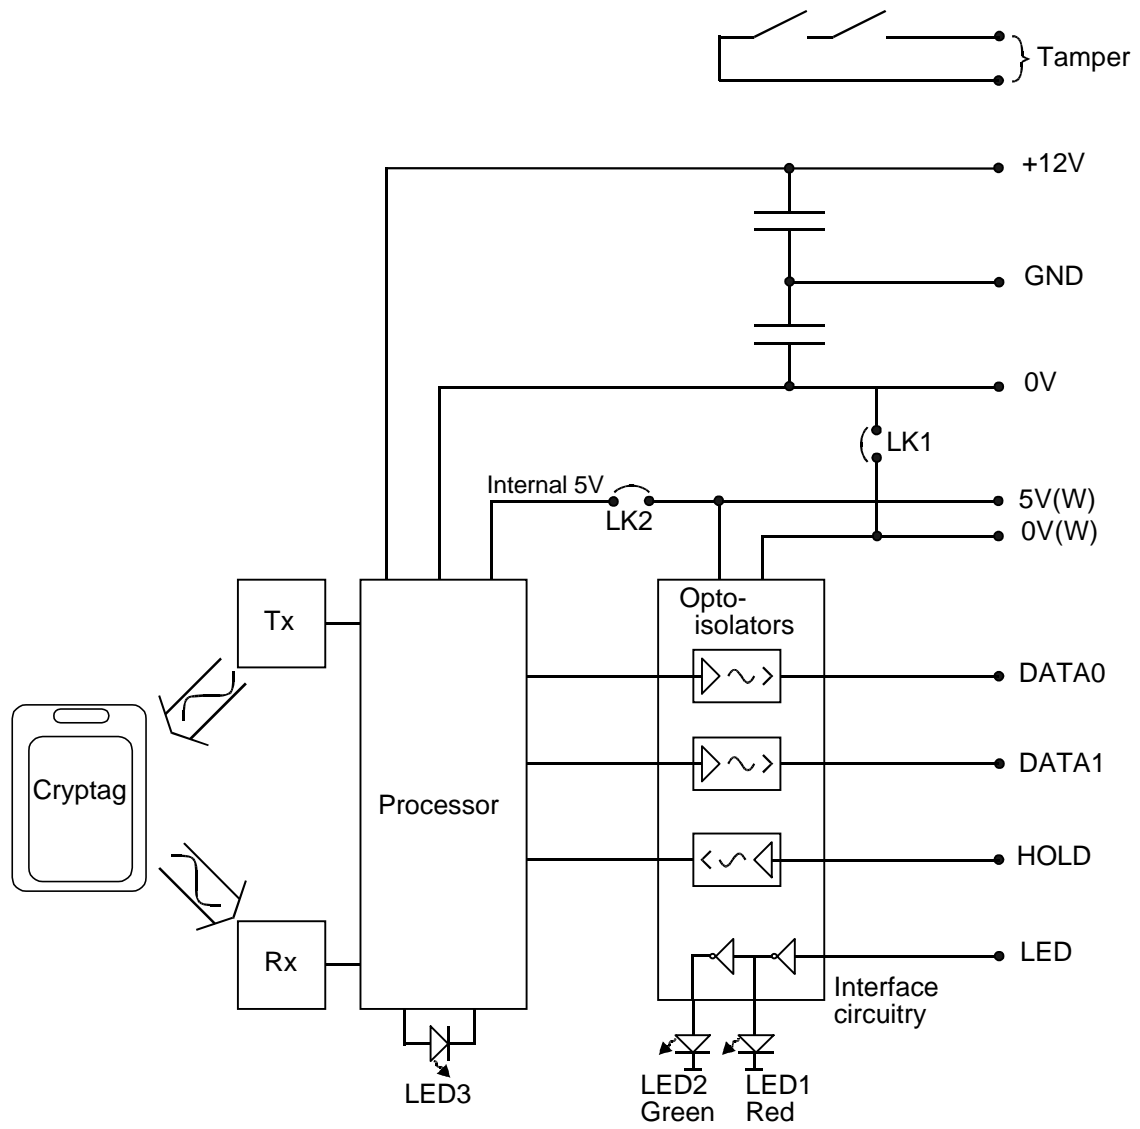 Tamper
+12V
GND
0V
LK1
Internal 5V
LK2
5V(W)
0V(W)
Opto-
isolators
Tx
DATA0
DATA1
Cryptag
Processor
HOLD
LED
Rx
Interface
circuitry
LED3
LED2
Green
LED1
Red